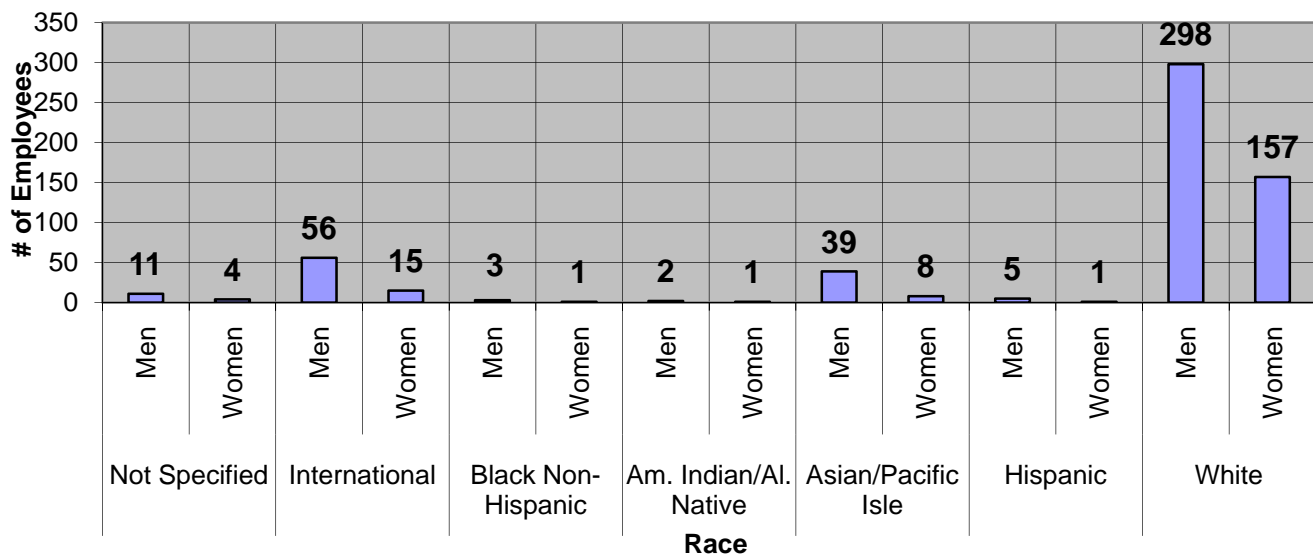 # of Employees
350
300
250
200
150
100
50
0
11
4
56
15
3
1
2
1
39
8
5
1
298
157
Men
Women
Men
Women
Men
Women
Men
Women
Men
Women
Men
Women
Men
Women
Not Specified
International
Black Non-
Hispanic
Am. Indian/Al.
Native
Asian/Pacific
Isle
Hispanic
White
Race